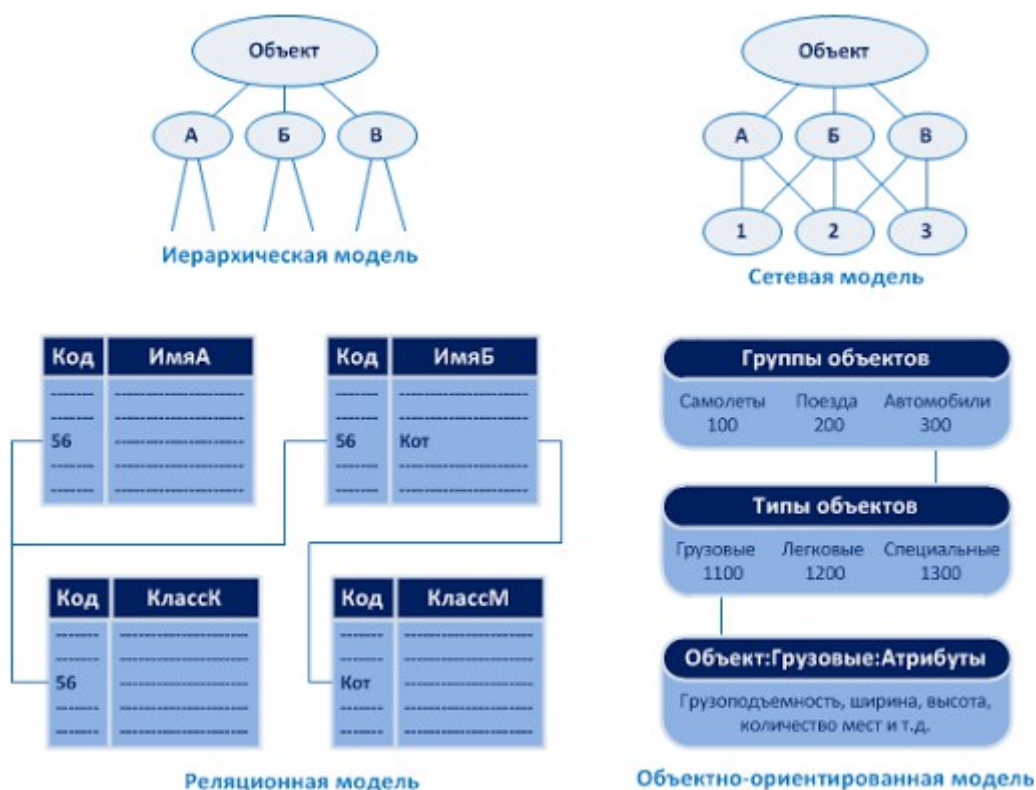 Объект
А Б В
Иерархическая модель
Объект
А Б В
1 2 3
Сетевая модель
Код ИмяА
56
Код ИмяБ
56 Кот
Код КлассК
56
Код КлассМ
Кот
Реляционная модель
Группы объектов
Самолеты Поезда Автомобили
100 200 300
Типы объектов
Грузовые Легковые Специальные
1100 1200 1300
Объект:Грузовые:Атрибуты
Грузоподъемность, ширина, высота,
количество мест и т.д.
Объектно-ориентированная модель